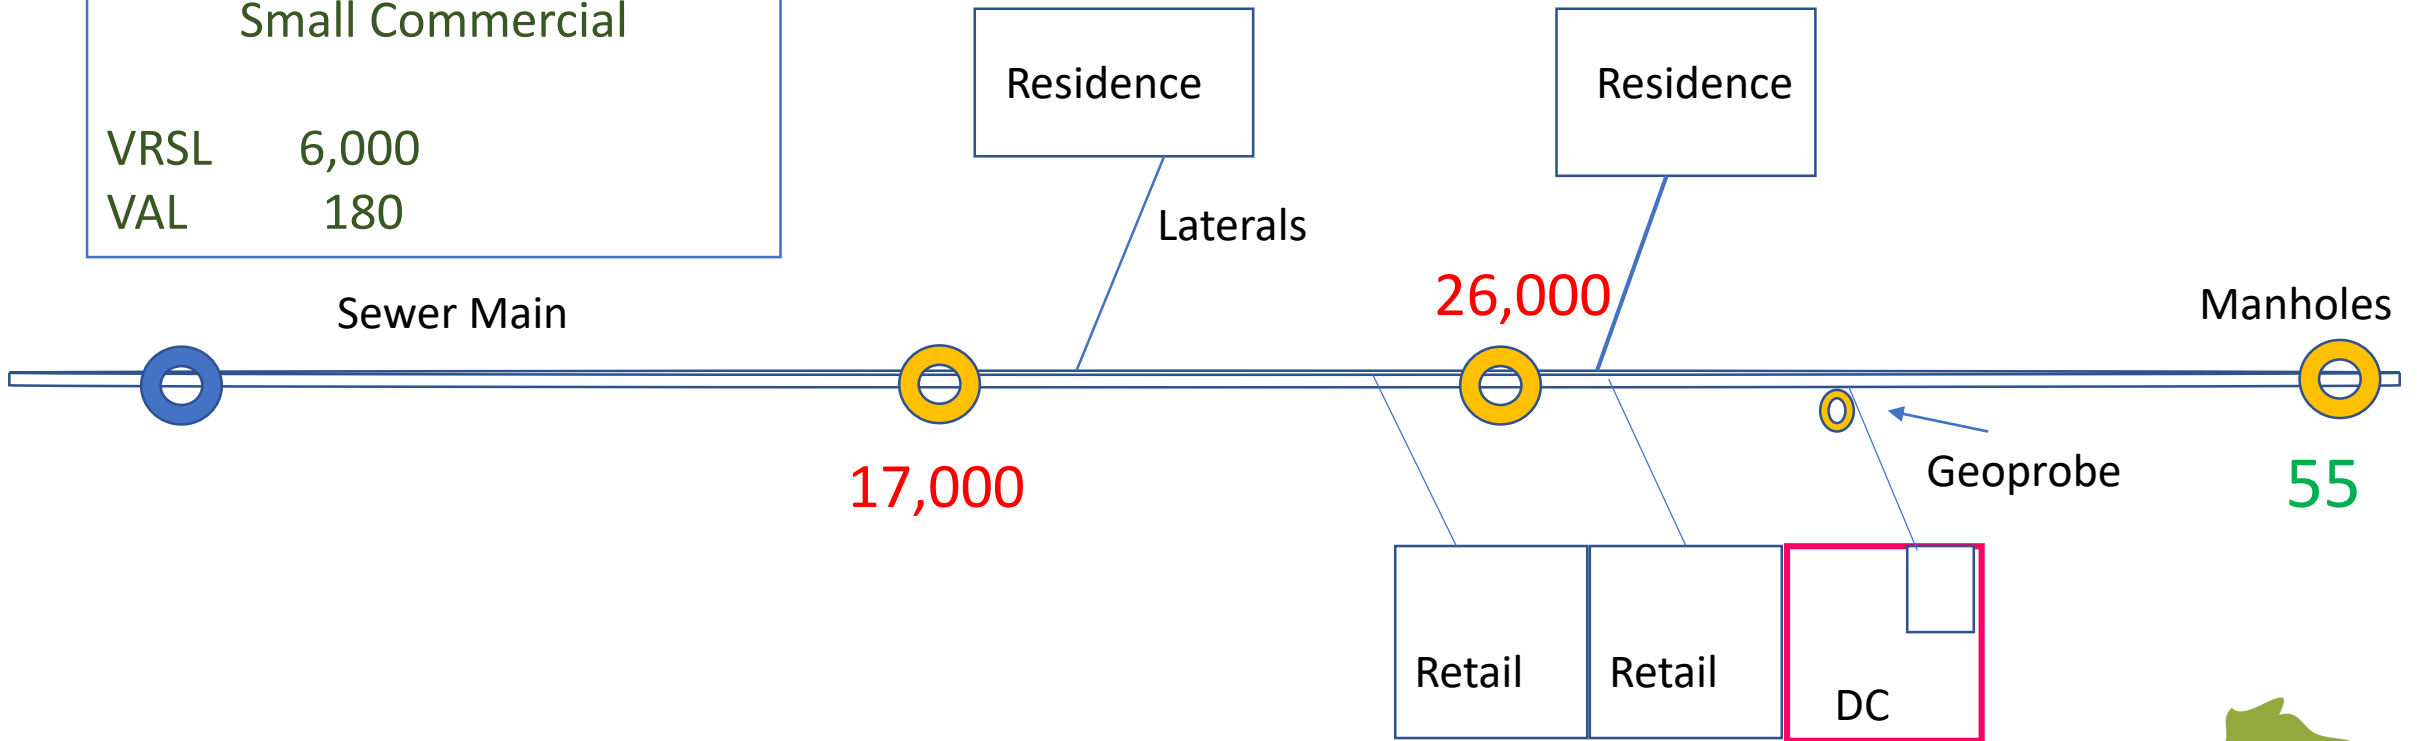 Small Commercial
VRSL 6,000
VAL 180
Residence
Residence
Laterals
Sewer Main
26,000
Manholes
17,000
Geoprobe
55
Retail
Retail
DC